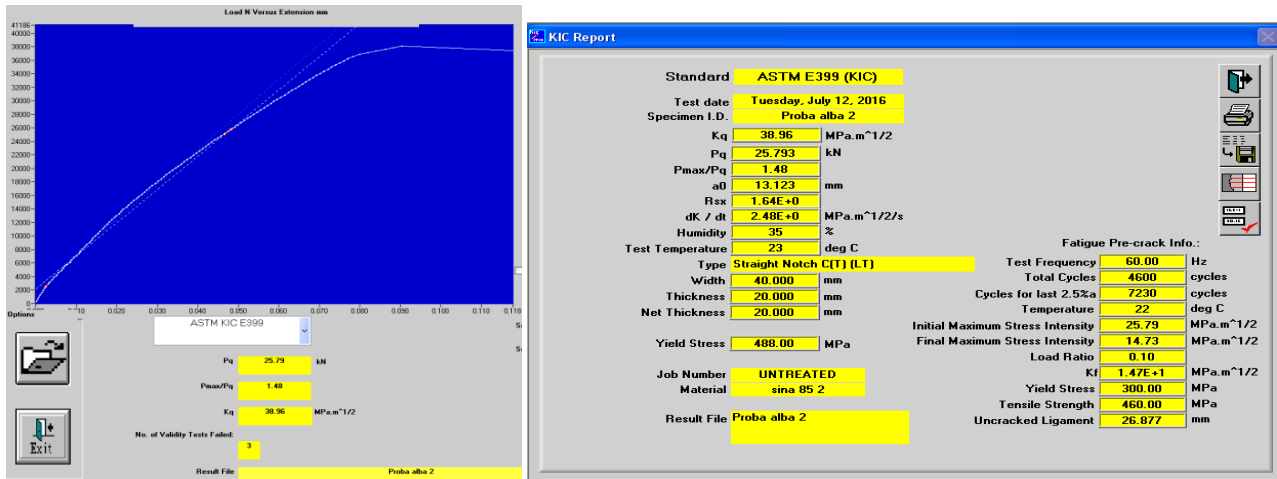 Load N Versus Extension mm
41186
40000
38000
36000
34000
32000
30000
28000
26000
24000
22000
20000
18000
16000
14000
12000
10000
8000
6000
4000
2000
0.010 0.020 0.030 0.040 0.050 0.060 0.070 0.080 0.090 0.100 0.110 0.118
Options
ASTM KIC E399
Pq 25.79 kN
Pmax/Pq 1.48
Kq 38.96 MPa.m^1/2
No. of Validity Tests Failed:
3
Exit
Result File Proba alba 2
KIC Report
Standard ASTM E399 (KIC)
Test date Tuesday, July 12, 2016
Specimen I.D. Proba alba 2
Kq 38.96 MPa.m^1/2
Pq 25.793 kN
Pmax/Pq 1.48
a0 13.123 mm
Rsx 1.64E+0
dK / dt 2.48E+0 MPa.m^1/2/s
Humidity 35 %
Test Temperature 23 deg C
Type Straight Notch C(T) (LT)
Width 40.000 mm
Thickness 20.000 mm
Net Thickness 20.000 mm
Yield Stress 488.00 MPa
Job Number UNTREATED
Material sina 85 2
Result File Proba alba 2
Fatigue Pre-crack Info.:
Test Frequency 60.00 Hz
Total Cycles 4600 cycles
Cycles for last 2.5%a 7230 cycles
Temperature 22 deg C
Initial Maximum Stress Intensity 25.79 MPa.m^1/2
Final Maximum Stress Intensity 14.73 MPa.m^1/2
Load Ratio 0.10
Kf 1.47E+1 MPa.m^1/2
Yield Stress 300.00 MPa
Tensile Strength 460.00 MPa
Uncracked Ligament 26.877 mm